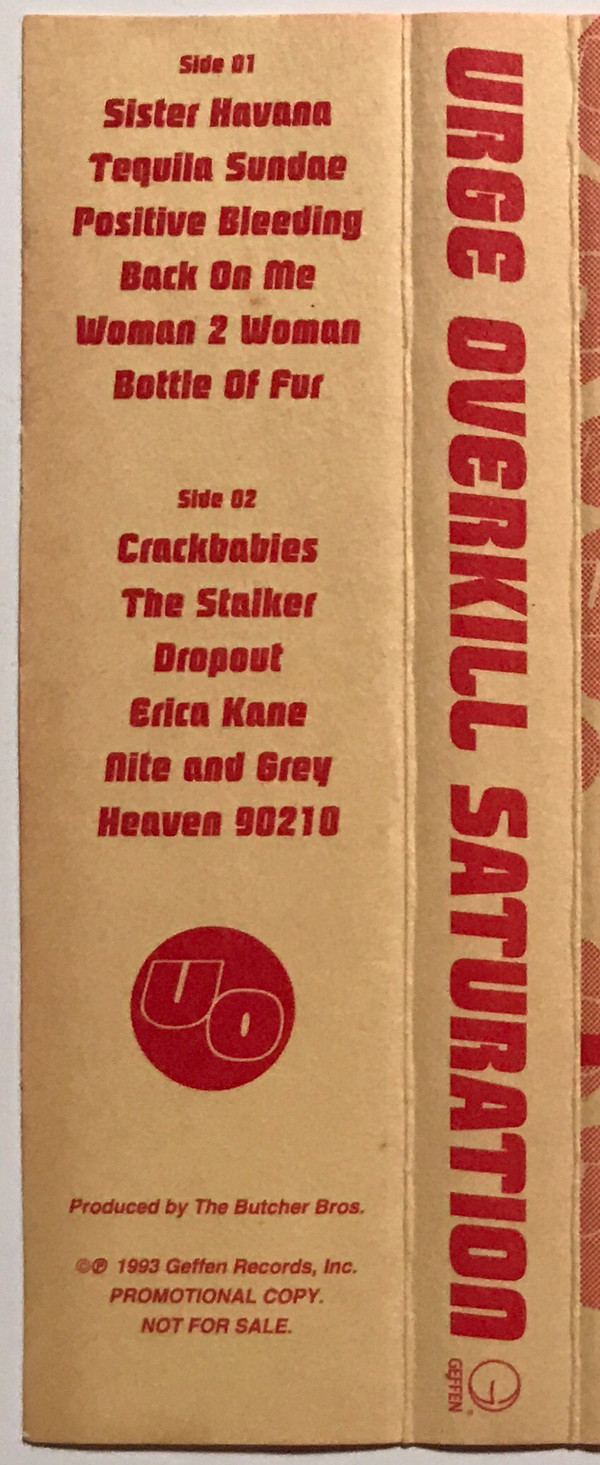 Side 01
Sister Havana
Tequila Sundae
Positive Bleeding
Back On Me
Woman 2 Woman
Bottle Of Fur
Side 02
Crackbabies
The Stalker
Dropout
Erica Kane
Nite and Grey
Heaven 90210
UO
Produced by The Butcher Bros.
©℗ 1993 Geffen Records, Inc.
PROMOTIONAL COPY.
NOT FOR SALE.
URGE OVERKILL SATURATION
G
GEFFEN®